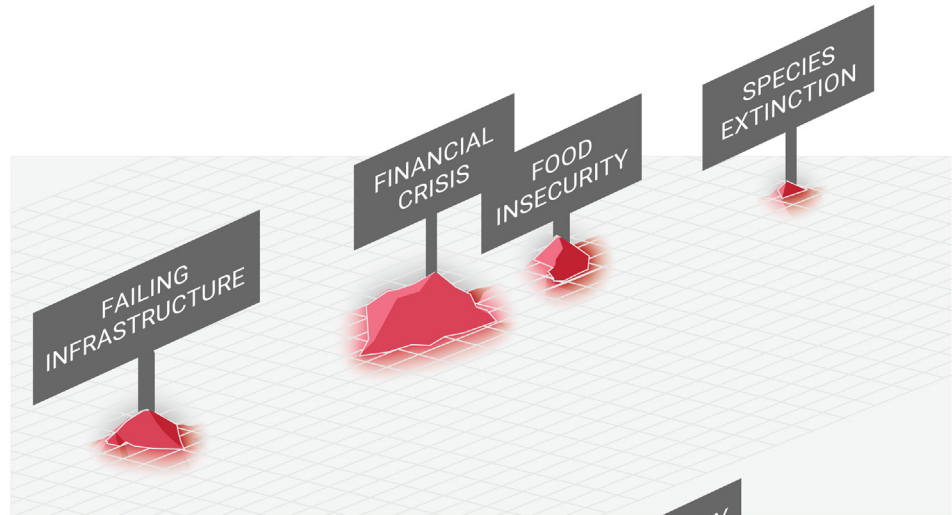 SPECIES
EXTINCTION
FINANCIAL
CRISIS
FOOD
INSECURITY
FAILING
INFRASTRUCTURE